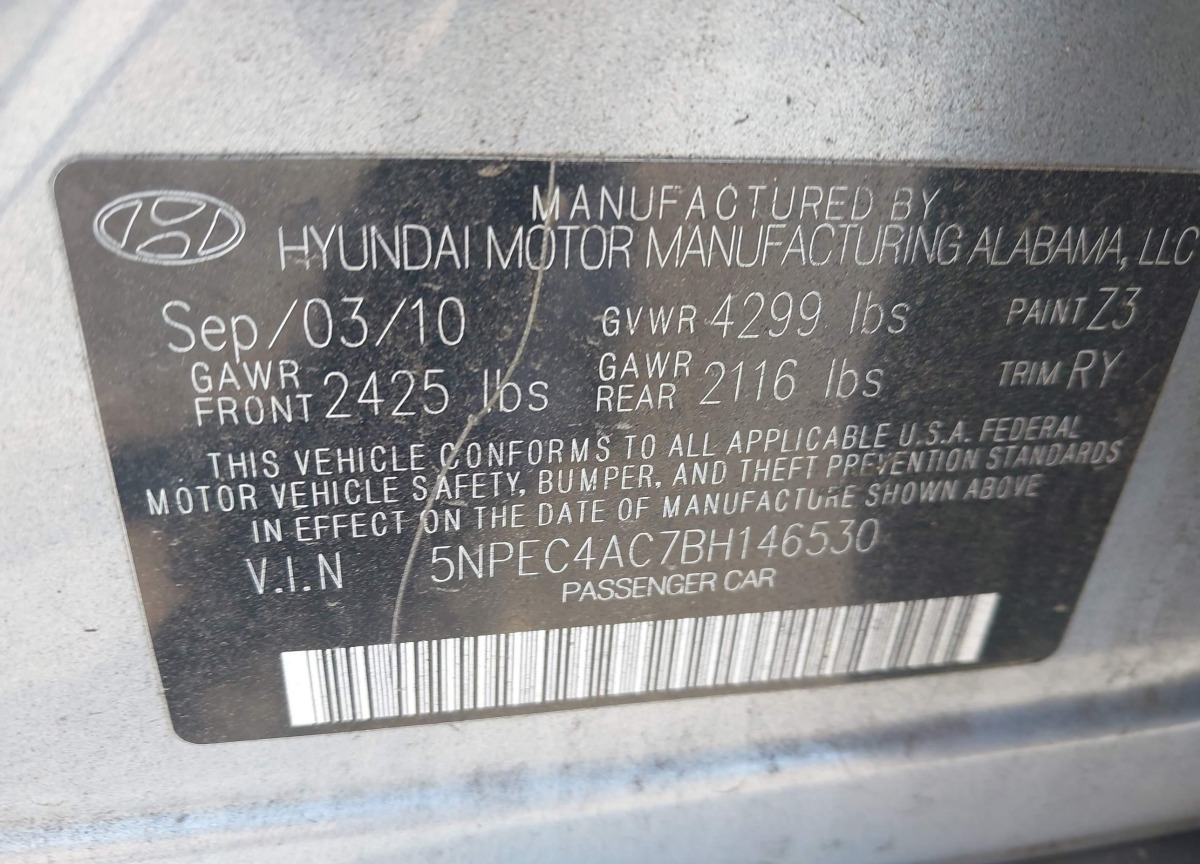 MANUFACTURED BY
HYUNDAI MOTOR MANUFACTURING ALABAMA, LLC
Sep/03/10 GVWR 4299 lbs PAINT Z3
GAWR FRONT 2425 lbs GAWR REAR 2116 lbs TRIM RY
THIS VEHICLE CONFORMS TO ALL APPLICABLE U.S.A. FEDERAL
MOTOR VEHICLE SAFETY, BUMPER, AND THEFT PREVENTION STANDARDS
IN EFFECT ON THE DATE OF MANUFACTURE SHOWN ABOVE
V.I.N 5NPEC4AC7BH146530
PASSENGER CAR